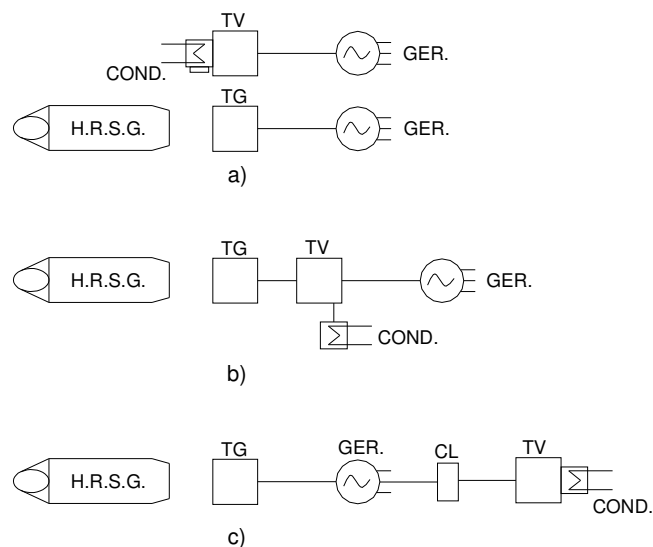 TV
GER.
COND.
TG
H.R.S.G.
GER.
a)
TG
TV
H.R.S.G.
GER.
COND.
b)
TG
GER.
CL
TV
H.R.S.G.
COND.
c)